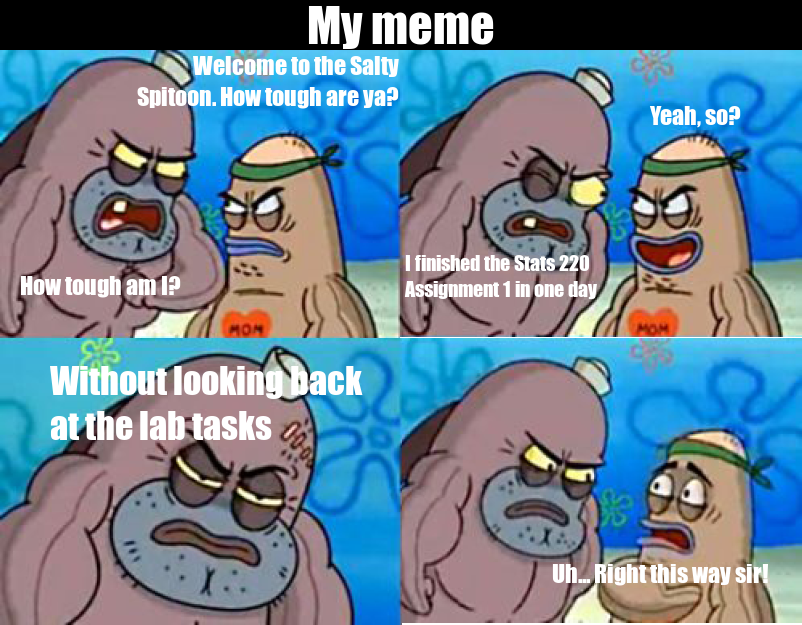 My meme
Welcome to the Salty
Spitoon. How tough are ya?
How tough am I?
MOM
Yeah, so?
I finished the Stats 220
Assignment 1 in one day
MOM
Without looking back
at the lab tasks
Uh... Right this way sir!